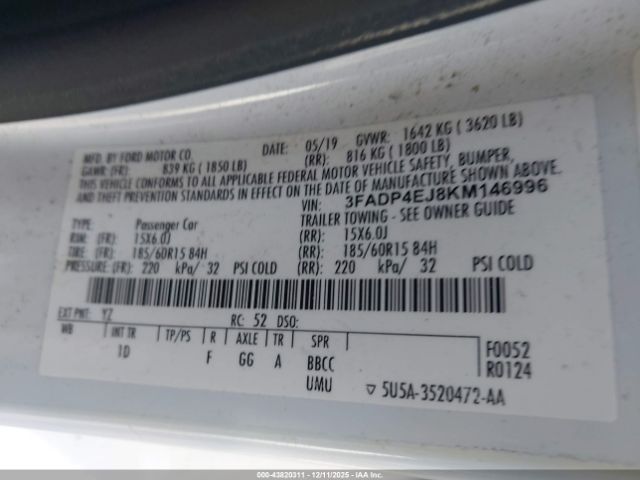 MFD. BY FORD MOTOR CO. DATE: 05/19 GVWR: 1642 KG ( 3620 LB)
GAWR: (FR): 839 KG ( 1850 LB) (RR): 816 KG ( 1800 LB)
THIS VEHICLE CONFORMS TO ALL APPLICABLE FEDERAL MOTOR VEHICLE SAFETY, BUMPER,
AND THEFT PREVENTION STANDARDS IN EFFECT ON THE DATE OF MANUFACTURE SHOWN ABOVE.
VIN: 3FADP4EJ8KM146996
TYPE: Passenger Car TRAILER TOWING - SEE OWNER GUIDE
RIM: (FR): 15X6.0J (RR): 15X6.0J
TIRE: (FR): 185/60R15 84H (RR): 185/60R15 84H
PRESSURE: (FR): 220 kPa/ 32 PSI COLD (RR): 220 kPa/ 32 PSI COLD
EXT PNT: YZ RC: 52 DSO:
WB INT TR TP/PS R AXLE TR SPR
1D F GG A BBCC
UMU
F0052
R0124
▽ 5U5A-3520472-AA
000-43820311 - 12/11/2025 - IAAI